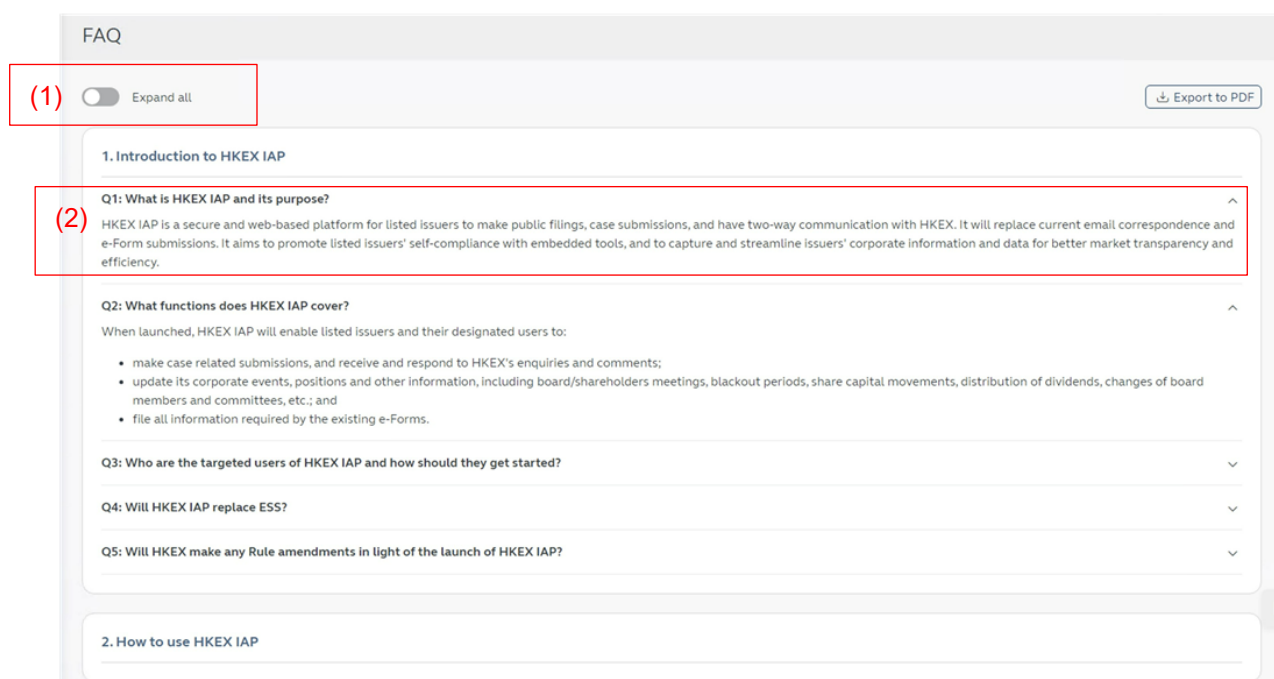 FAQ
(1)
Expand all
Export to PDF
1. Introduction to HKEX IAP
Q1: What is HKEX IAP and its purpose?
(2)
HKEX IAP is a secure and web-based platform for listed issuers to make public filings, case submissions, and have two-way communication with HKEX. It will replace current email correspondence and
e-Form submissions. It aims to promote listed issuers' self-compliance with embedded tools, and to capture and streamline issuers' corporate information and data for better market transparency and
efficiency.
Q2: What functions does HKEX IAP cover?
When launched, HKEX IAP will enable listed issuers and their designated users to:
• make case related submissions, and receive and respond to HKEX's enquiries and comments;
• update its corporate events, positions and other information, including board/shareholders meetings, blackout periods, share capital movements, distribution of dividends, changes of board
members and committees, etc.; and
• file all information required by the existing e-Forms.
Q3: Who are the targeted users of HKEX IAP and how should they get started?
Q4: Will HKEX IAP replace ESS?
Q5: Will HKEX make any Rule amendments in light of the launch of HKEX IAP?
2. How to use HKEX IAP